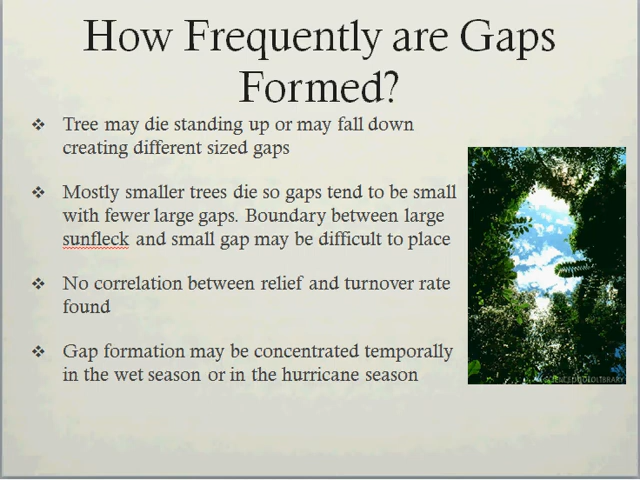 How Frequently are Gaps
Formed?
❖ Tree may die standing up or may fall down
creating different sized gaps
❖ Mostly smaller trees die so gaps tend to be small
with fewer large gaps. Boundary between large
sunfleck and small gap may be difficult to place
❖ No correlation between relief and turnover rate
found
❖ Gap formation may be concentrated temporally
in the wet season or in the hurricane season